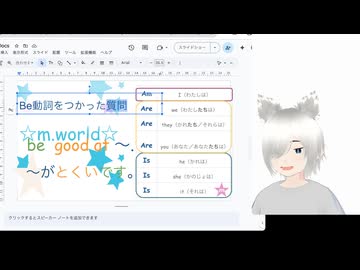 Docs
スライドショー
表示形式 スライド 配置 ツール 拡張機能 ヘルプ
Be動詞をつかった質問
☆m.world☆
be good at ～.
～がとくいです。
Am I（わたしは）
Are we（わたしたちは）
Are they（かれたち／それらは）
Are you（あなた／あなたたちは）
Is he（かれは）
Is she（かのじょは）
Is it（それは）
クリックするとスピーカー ノートを追加できます